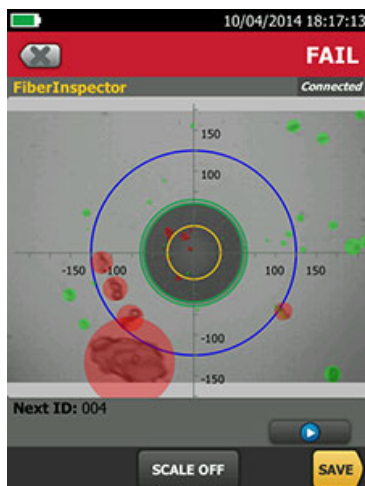 10/04/2014 18:17:13
FAIL
FiberInspector
Connected
150
100
-150 -100 100 150
-100
-150
Next ID: 004
SCALE OFF
SAVE